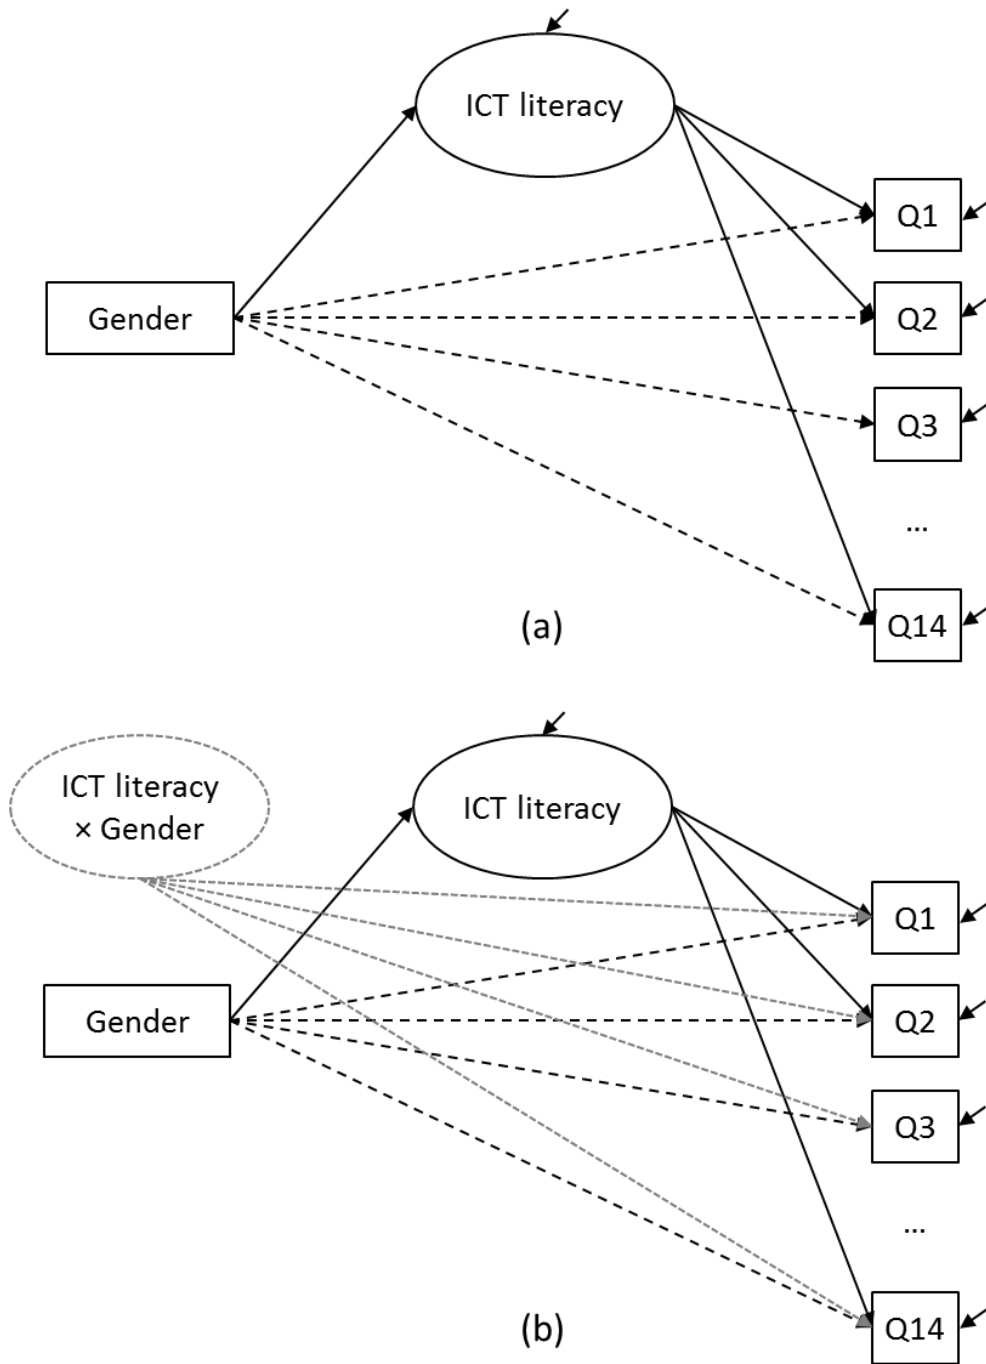 ICT literacy
Q1
Gender
Q2
Q3
...
(a)
Q14
ICT literacy
× Gender
ICT literacy
Q1
Gender
Q2
Q3
...
(b)
Q14